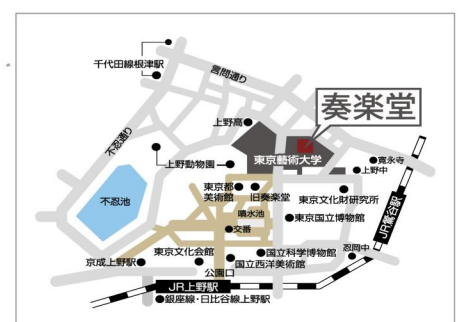 千代田線根津駅
言問通り
奏楽堂
上野高
不忍通り
東京藝術大学
寛永寺
上野中
上野動物園
東京都
美術館
旧奏楽堂
東京文化財研究所
JR鶯谷駅
不忍池
噴水池
東京国立博物館
交番
忍岡中
東京文化会館
国立科学博物館
京成上野駅
国立西洋美術館
公園口
JR上野駅
銀座線・日比谷線上野駅